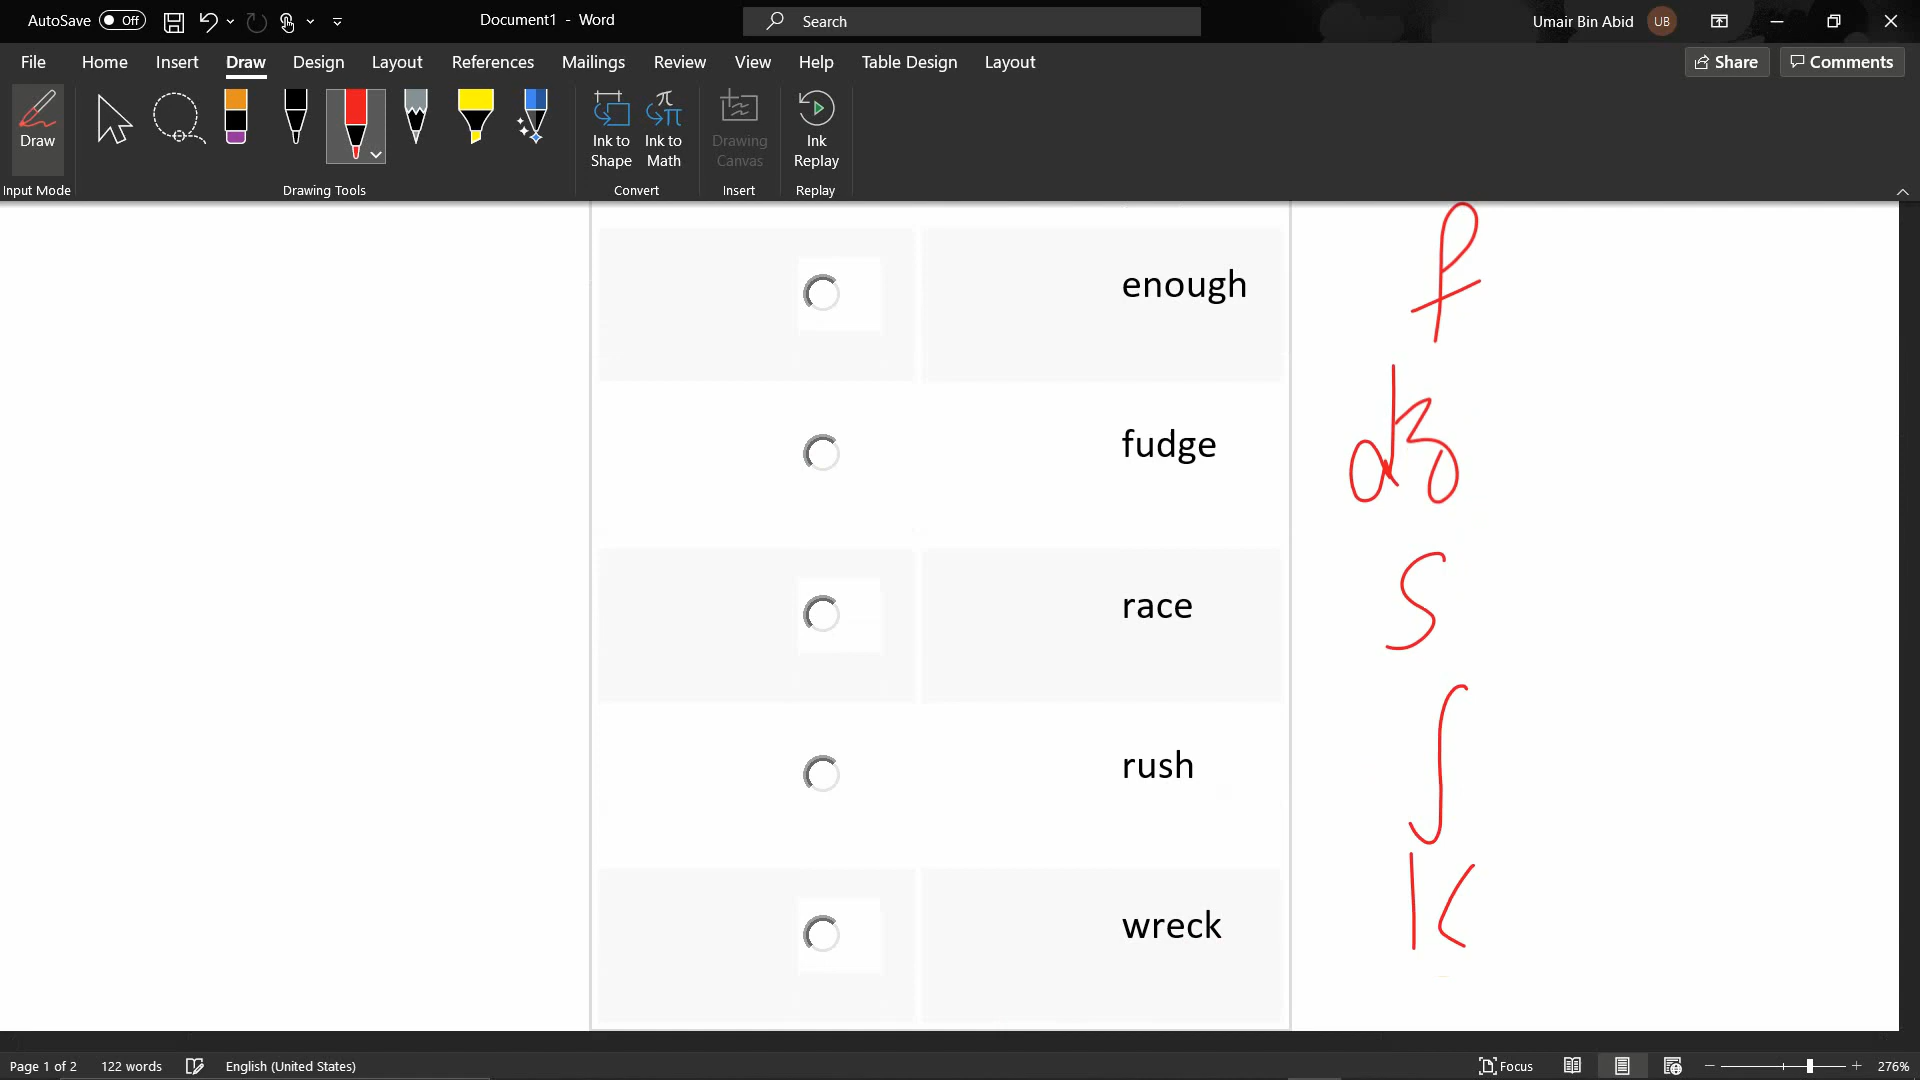 AutoSave Off Document1 - Word Search Umair Bin Abid UB
File Home Insert Draw Design Layout References Mailings Review View Help Table Design Layout Share Comments
Draw Ink to Shape Ink to Math Drawing Canvas Ink Replay
Input Mode Drawing Tools Convert Insert Replay
enough f
fudge dʒ
race s
rush ʃ
wreck k
Page 1 of 2 122 words English (United States) Focus 276%